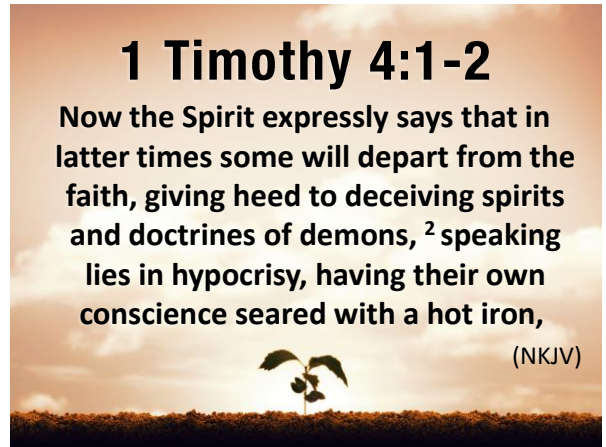 1 Timothy 4:1-2
Now the Spirit expressly says that in
latter times some will depart from the
faith, giving heed to deceiving spirits
and doctrines of demons, ² speaking
lies in hypocrisy, having their own
conscience seared with a hot iron,
(NKJV)